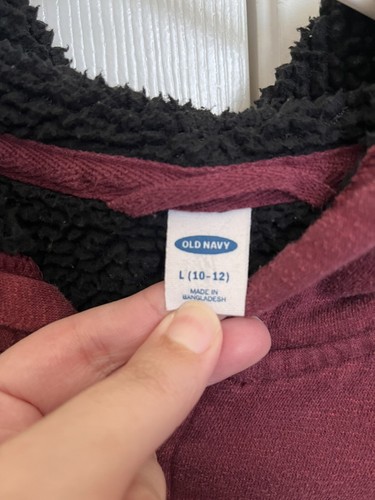 OLD NAVY
L (10-12)
MADE IN
BANGLADESH